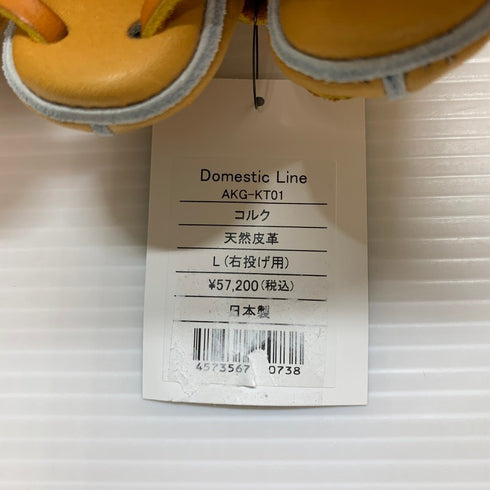 Domestic Line
AKG-KT01
コルク
天然皮革
L(右投げ用)
¥57,200(税込)
日本製